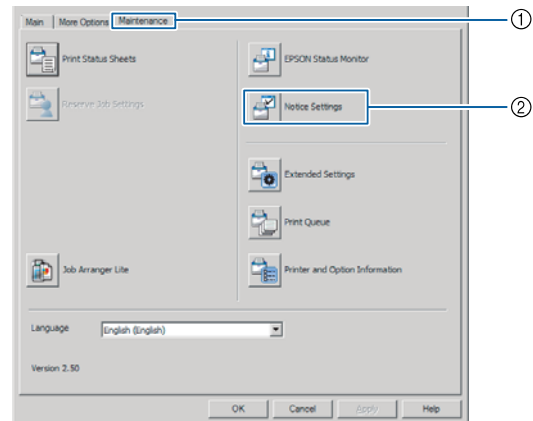 Main More Options Maintenance
①
Print Status Sheets
EPSON Status Monitor
Reserve Job Settings
Notice Settings
②
Extended Settings
Print Queue
Job Arranger Lite
Printer and Option Information
Language English (English)
Version 2.50
OK Cancel Apply Help